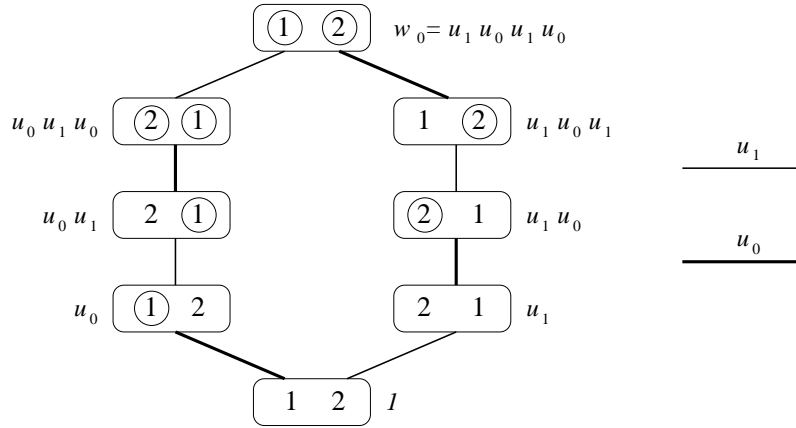 ① ② w₀= u₁ u₀ u₁ u₀
u₀ u₁ u₀ ② ①
1 ② u₁ u₀ u₁
u₁
u₀ u₁ 2 ①
② 1 u₁ u₀
u₀
u₀ ① 2
2 1 u₁
1 2 1